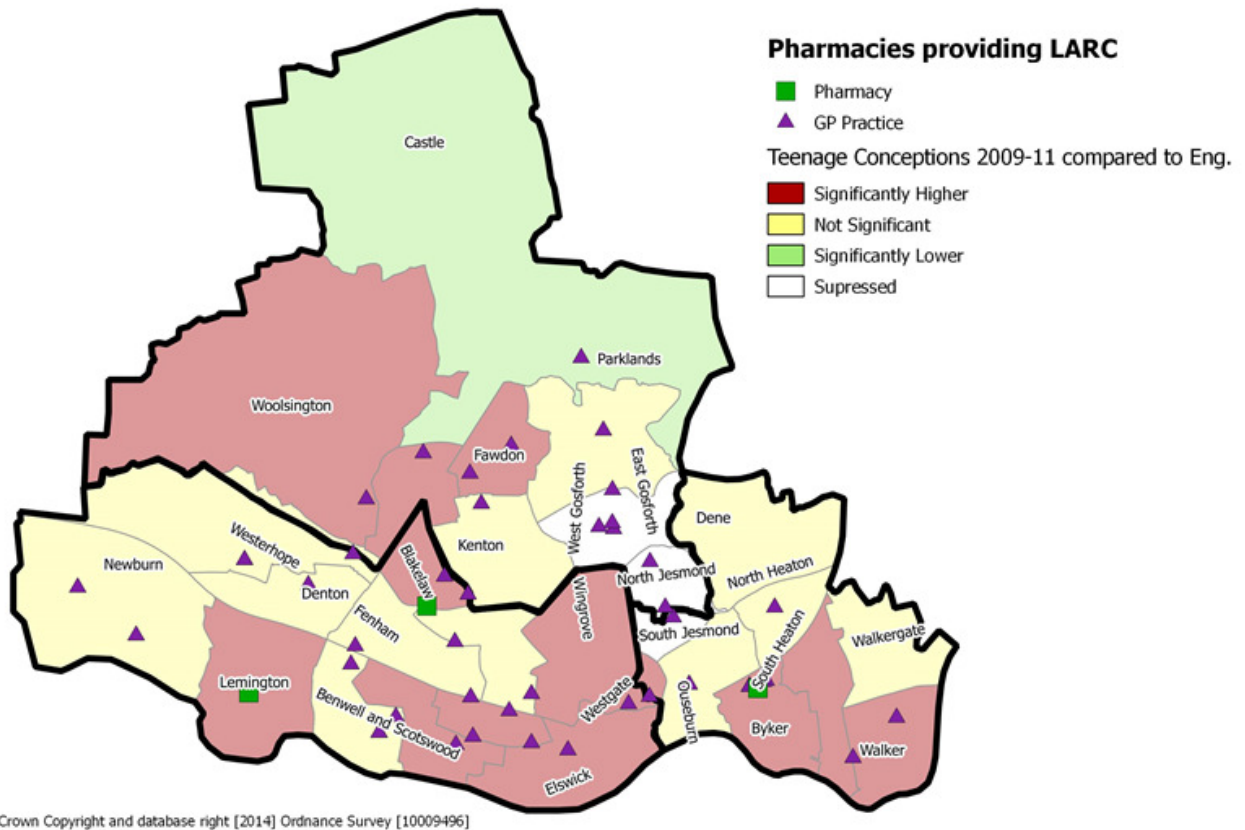 Pharmacies providing LARC
Pharmacy
GP Practice
Teenage Conceptions 2009-11 compared to Eng.
Significantly Higher
Not Significant
Significantly Lower
Supressed
Castle
Parklands
Woolsington
Fawdon
West Gosforth
East Gosforth
Dene
Kenton
Blakelaw
Westerhope
Newburn
Denton
North Jesmond
North Heaton
Wingrove
Fenham
South Jesmond
South Heaton
Walkergate
Lemington
Benwell and Scotswood
Westgate
Ouseburn
Byker
Walker
Elswick
Crown Copyright and database right [2014] Ordnance Survey [10009496]